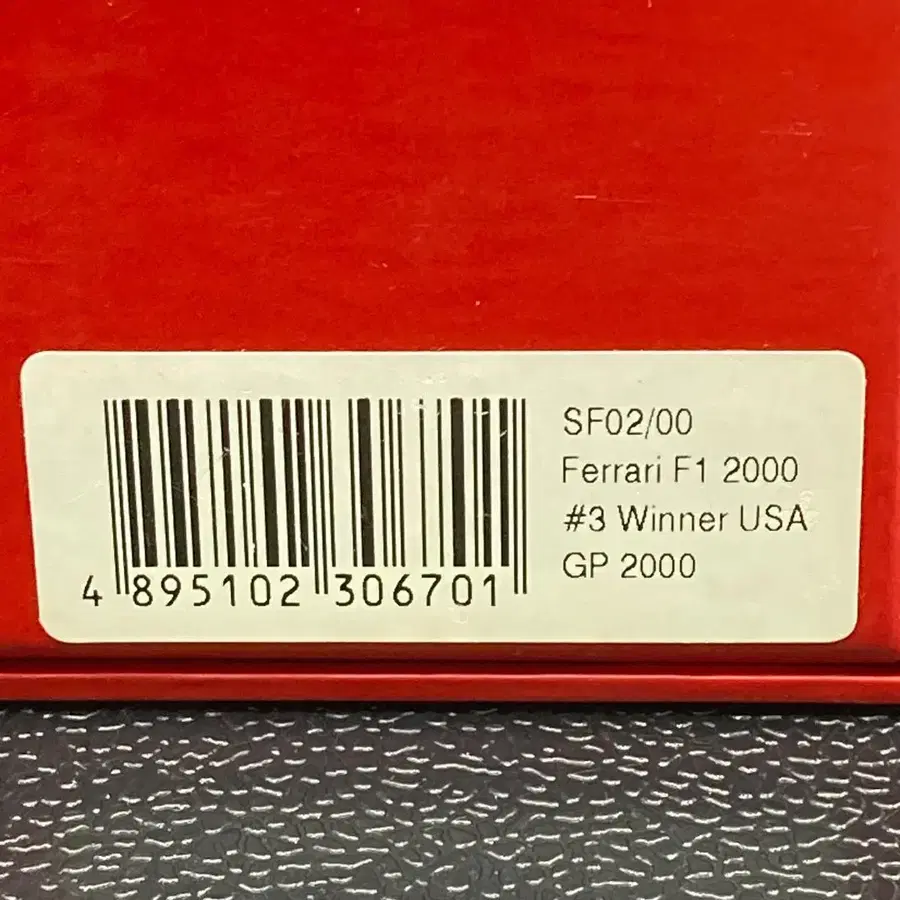 SF02/00
Ferrari F1 2000
#3 Winner USA
GP 2000
4 895102 306701